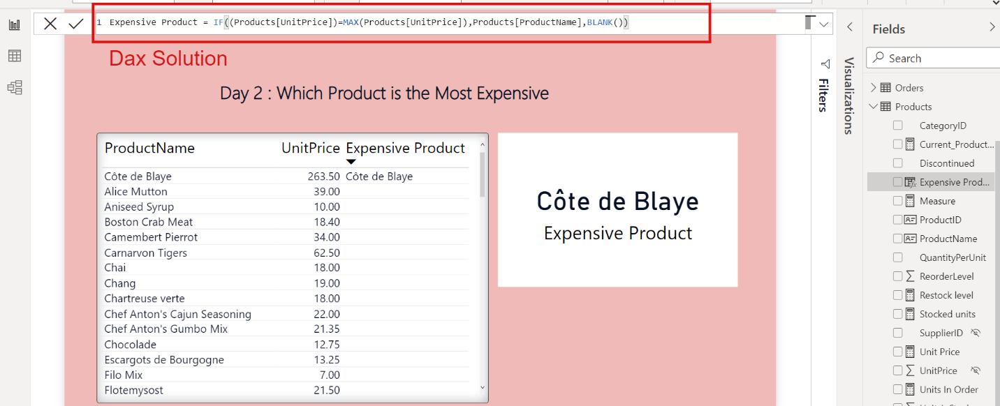 1 Expensive Product = IF((Products[UnitPrice])=MAX(Products[UnitPrice]),Products[ProductName],BLANK())
Dax Solution
Day 2 : Which Product is the Most Expensive
ProductName UnitPrice Expensive Product
Côte de Blaye 263.50 Côte de Blaye
Alice Mutton 39.00
Aniseed Syrup 10.00
Boston Crab Meat 18.40
Camembert Pierrot 34.00
Carnarvon Tigers 62.50
Chai 18.00
Chang 19.00
Chartreuse verte 18.00
Chef Anton's Cajun Seasoning 22.00
Chef Anton's Gumbo Mix 21.35
Chocolade 12.75
Escargots de Bourgogne 13.25
Filo Mix 7.00
Flotemysost 21.50
Côte de Blaye
Expensive Product
Filters
Visualizations
Fields
Search
Orders
Products
CategoryID
Current_Product...
Discontinued
Expensive Prod...
Measure
ProductID
ProductName
QuantityPerUnit
ReorderLevel
Restock level
Stocked units
SupplierID
Unit Price
UnitPrice
Units In Order